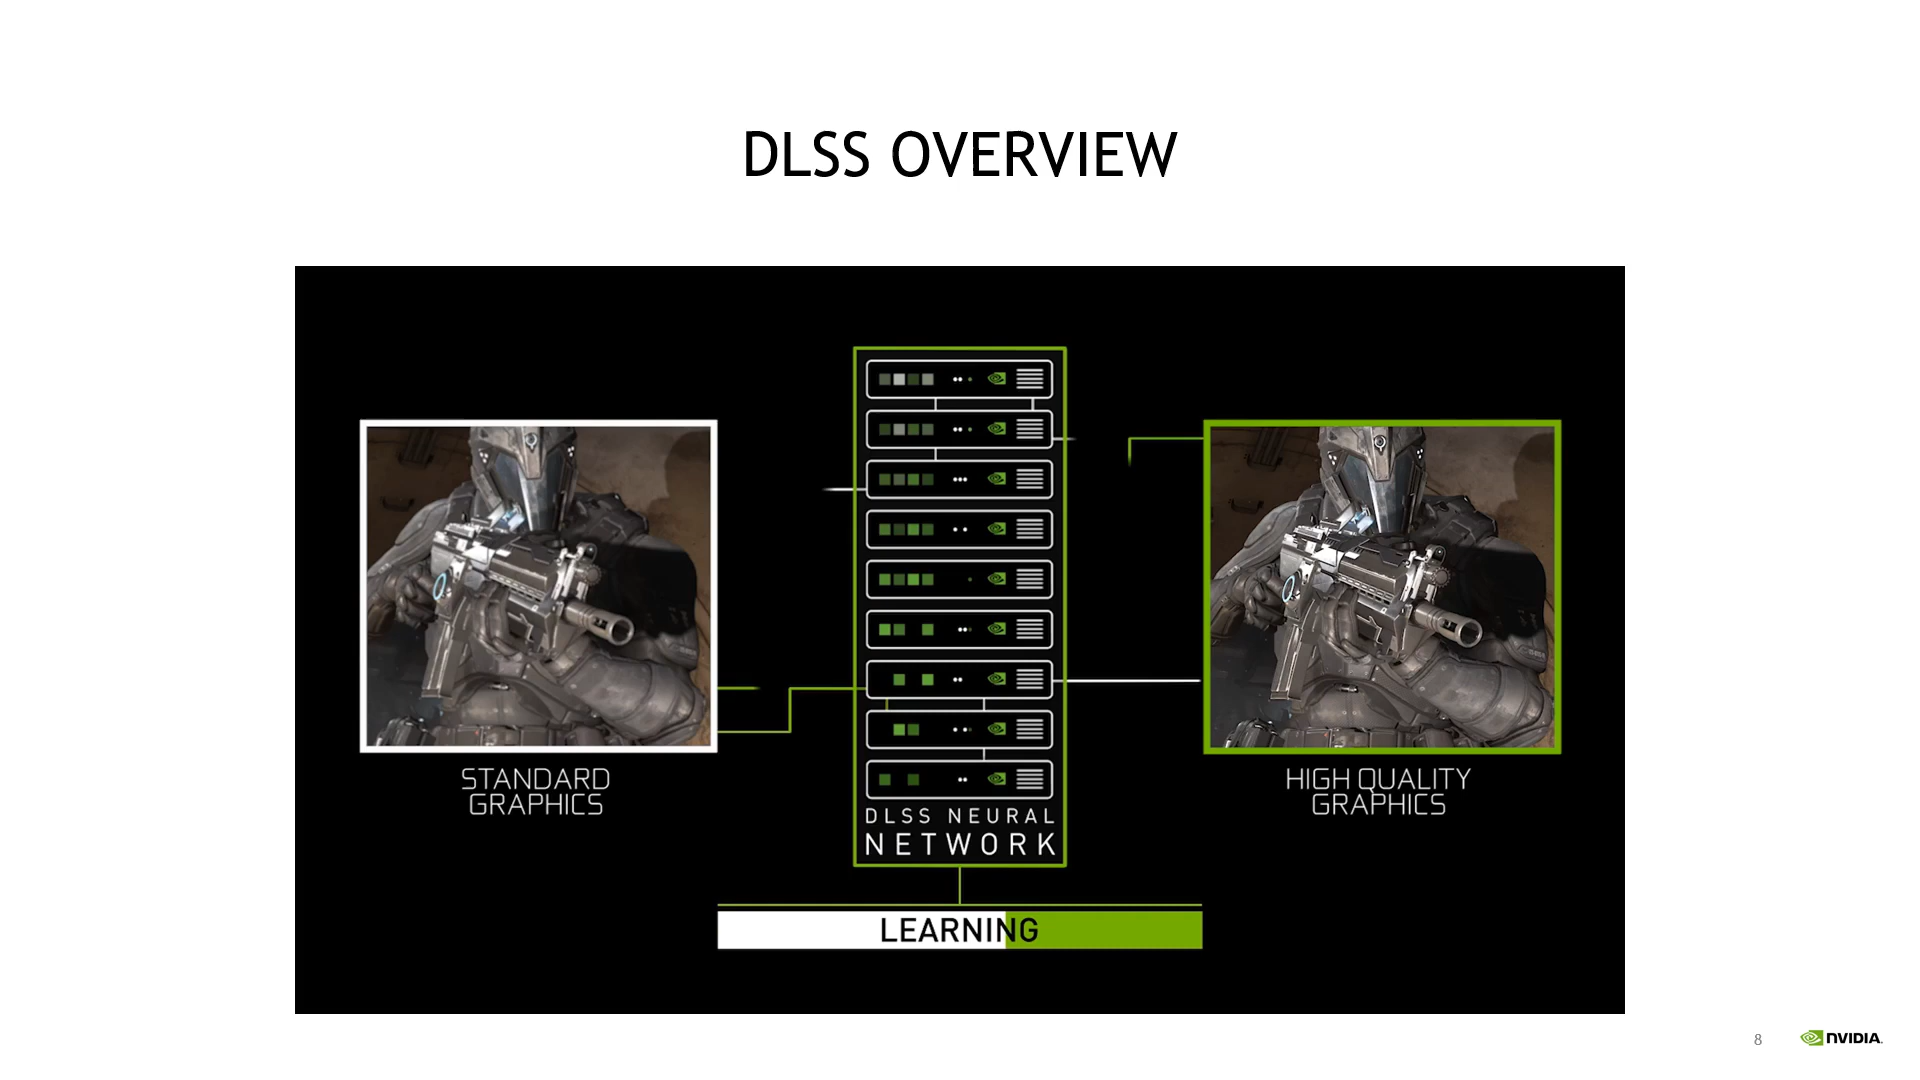 DLSS OVERVIEW
STANDARD
GRAPHICS
DLSS NEURAL
NETWORK
HIGH QUALITY
GRAPHICS
LEARNING
8
NVIDIA.